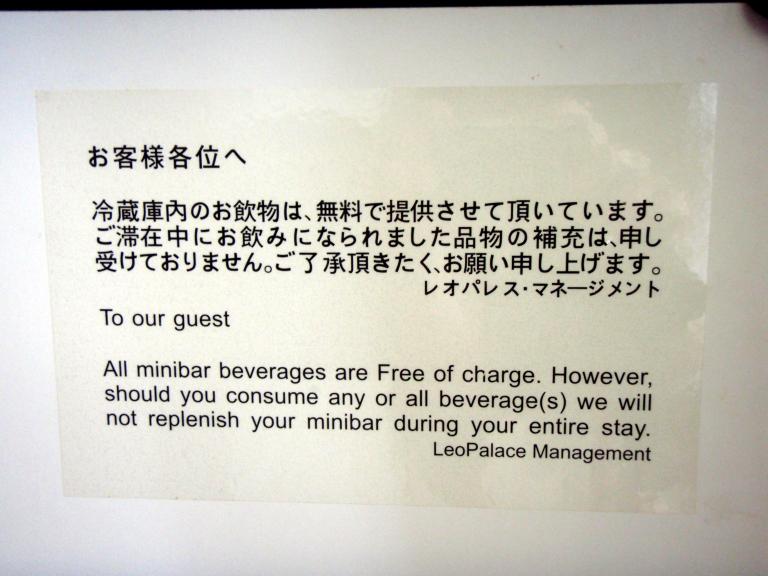 お客様各位へ
冷蔵庫内のお飲物は、無料で提供させて頂いています。
ご滞在中にお飲みになられました品物の補充は、申し
受けておりません。ご了承頂きたく、お願い申し上げます。
レオパレス・マネージメント
To our guest
All minibar beverages are Free of charge. However,
should you consume any or all beverage(s) we will
not replenish your minibar during your entire stay.
LeoPalace Management